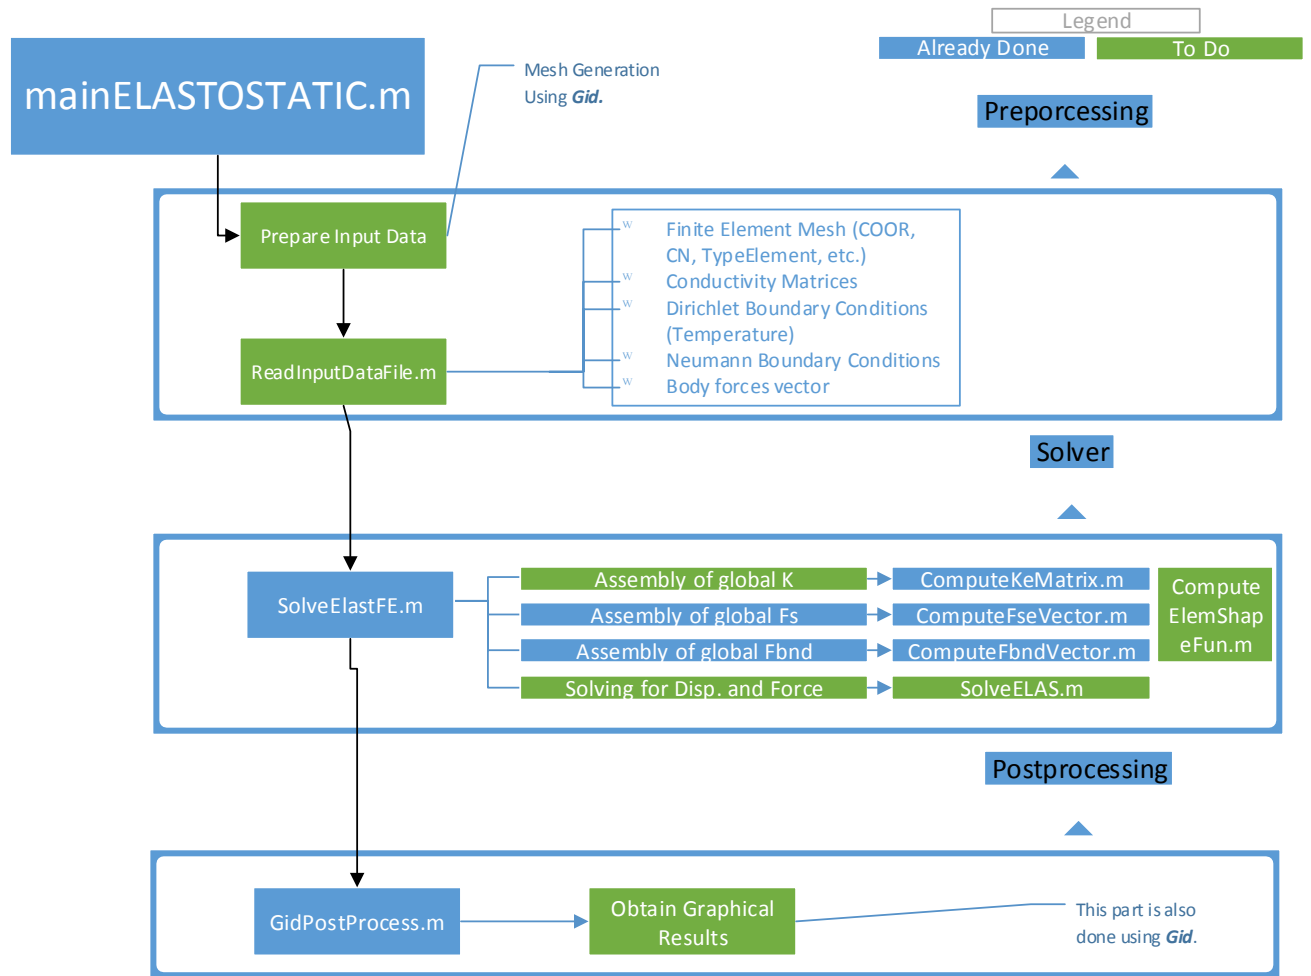 Legend
Already Done
To Do
mainELASTOSTATIC.m
Mesh Generation
Using Gid.
Preporcessing
Prepare Input Data
ReadInputDataFile.m
w Finite Element Mesh (COOR,
CN, TypeElement, etc.)
w Conductivity Matrices
w Dirichlet Boundary Conditions
(Temperature)
w Neumann Boundary Conditions
w Body forces vector
Solver
SolveElastFE.m
Assembly of global K
ComputeKeMatrix.m
Assembly of global Fs
ComputeFseVector.m
Assembly of global Fbnd
ComputeFbndVector.m
Solving for Disp. and Force
SolveELAS.m
Compute
ElemShap
eFun.m
Postprocessing
GidPostProcess.m
Obtain Graphical
Results
This part is also
done using Gid.